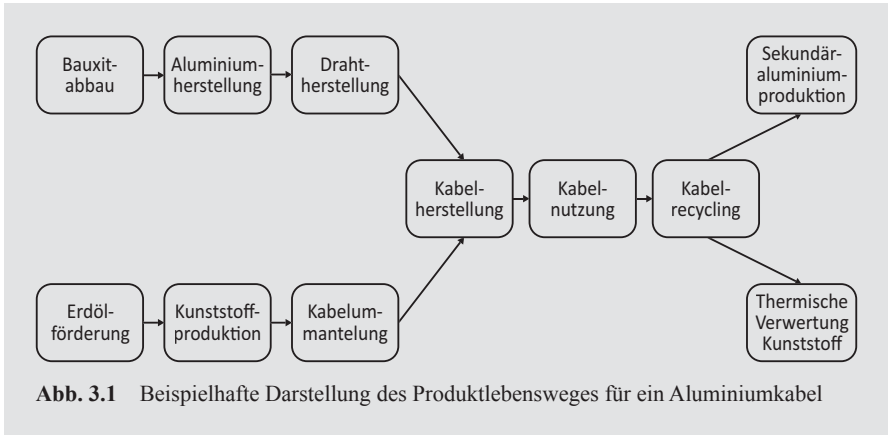 Bauxit-
abbau
Aluminium-
herstellung
Draht-
herstellung
Sekundär-
aluminium-
produktion
Kabel-
herstellung
Kabel-
nutzung
Kabel-
recycling
Erdöl-
förderung
Kunststoff-
produktion
Kabelum-
mantelung
Thermische
Verwertung
Kunststoff
Abb. 3.1 Beispielhafte Darstellung des Produktlebensweges für ein Aluminiumkabel